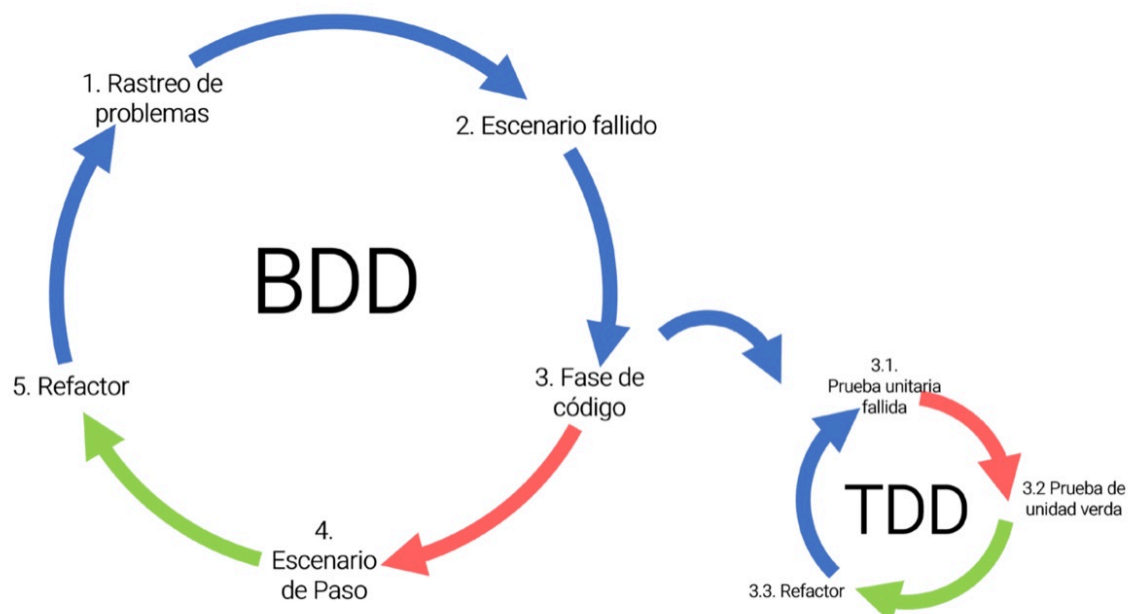 1. Rastreo de
problemas
2. Escenario fallido
BDD
3. Fase de
código
4.
Escenario
de Paso
5. Refactor
3.1.
Prueba unitaria
fallida
TDD
3.2 Prueba de
unidad verda
3.3. Refactor